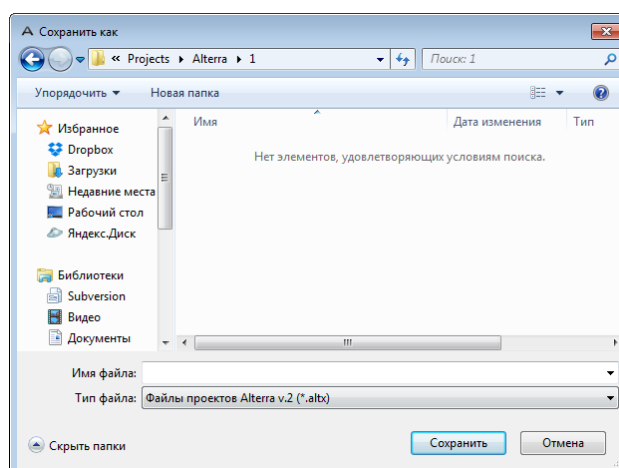 A Сохранить как
« Projects Alterra 1
Поиск: 1
Упорядочить Новая папка
Избранное
Dropbox
Загрузки
Недавние места
Рабочий стол
Яндекс.Диск
Библиотеки
Subversion
Видео
Документы
Имя Дата изменения Тип
Нет элементов, удовлетворяющих условиям поиска.
Имя файла:
Тип файла: Файлы проектов Alterra v.2 (*.altx)
Скрыть папки Сохранить Отмена